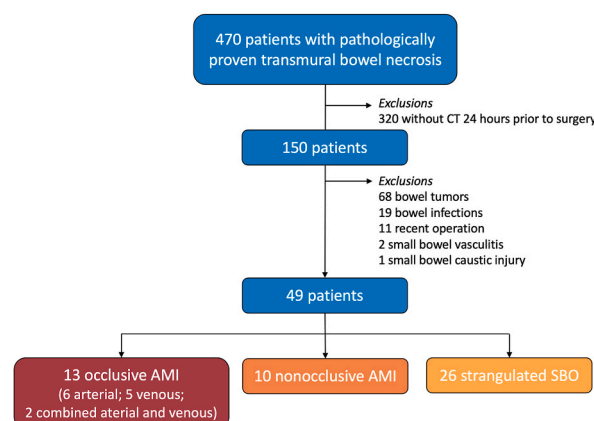 470 patients with pathologically
proven transmural bowel necrosis
Exclusions
320 without CT 24 hours prior to surgery
150 patients
Exclusions
68 bowel tumors
19 bowel infections
11 recent operation
2 small bowel vasculitis
1 small bowel caustic injury
49 patients
13 occlusive AMI
(6 arterial; 5 venous;
2 combined aterial and venous)
10 nonocclusive AMI
26 strangulated SBO